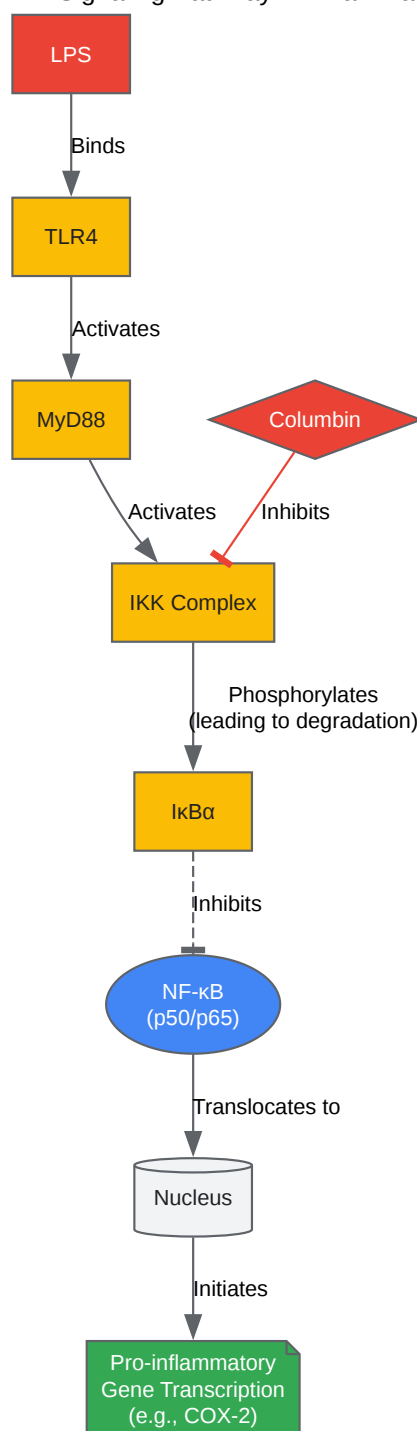 LPS
Binds
TLR4
Activates
MyD88
Columbin
Activates
Inhibits
IKK Complex
Phosphorylates
(leading to degradation)
IκBα
Inhibits
NF-κB
(p50/p65)
Translocates to
Nucleus
Initiates
Pro-inflammatory
Gene Transcription
(e.g., COX-2)